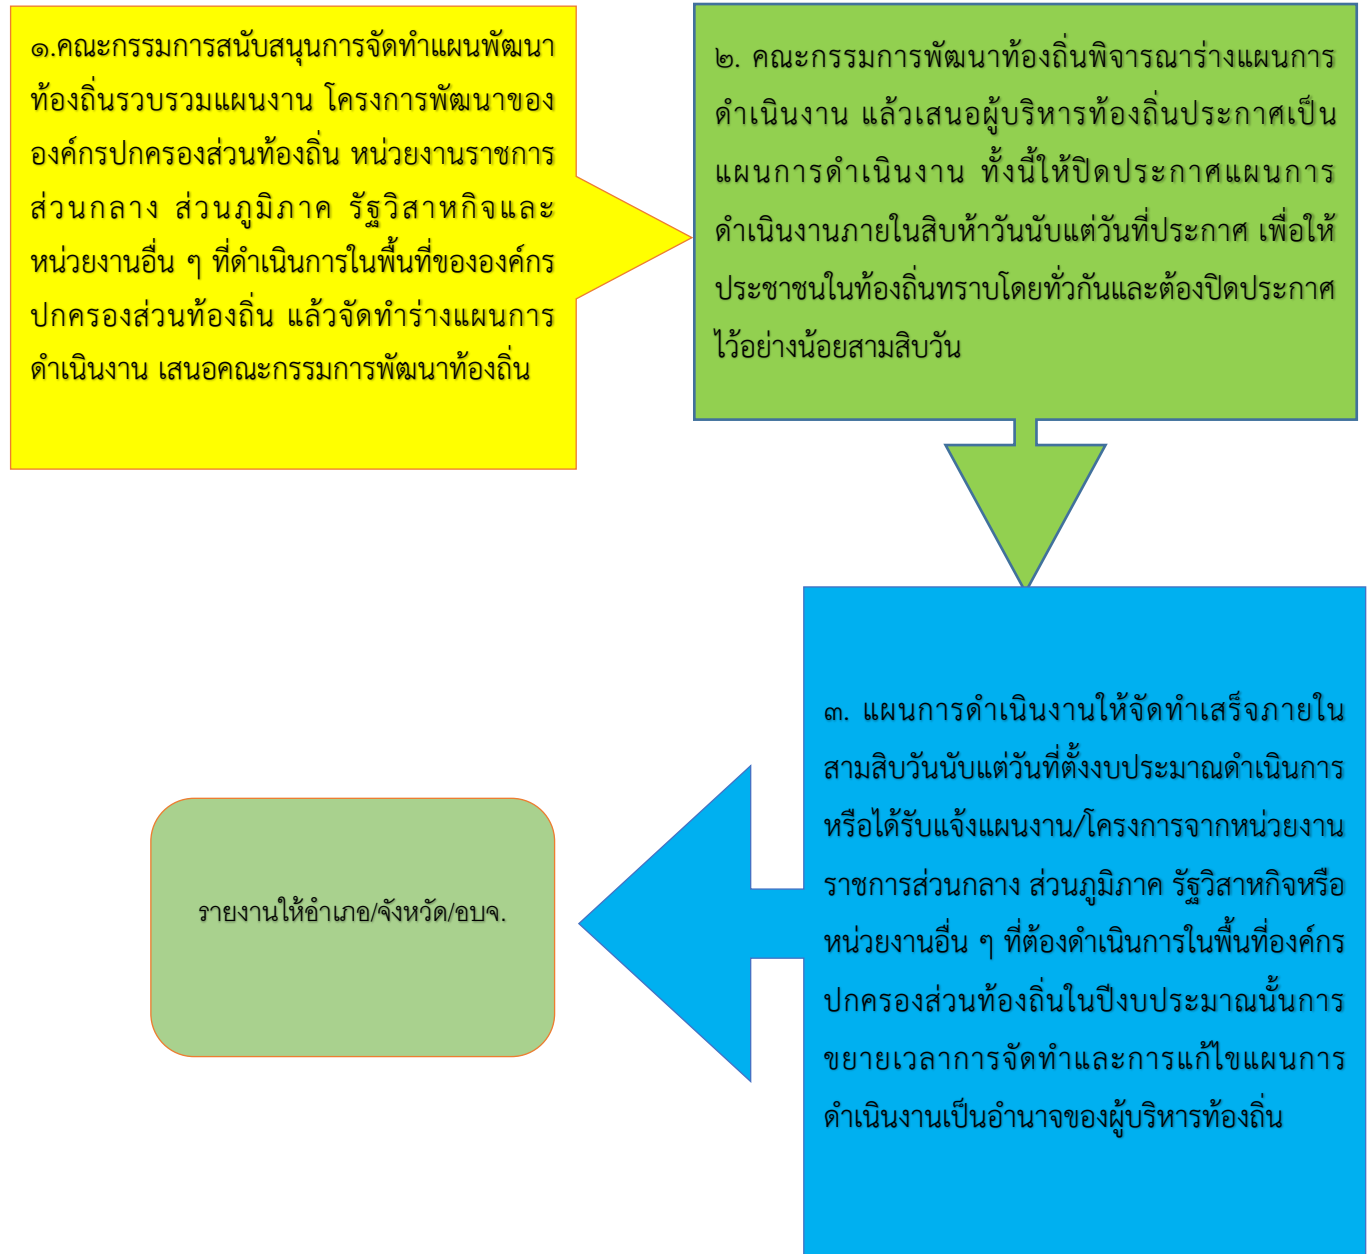 ๑.คณะกรรมการสนับสนุนการจัดทำแผนพัฒนา
ท้องถิ่นรวบรวมแผนงาน โครงการพัฒนาของ
องค์กรปกครองส่วนท้องถิ่น หน่วยงานราชการ
ส่วนกลาง ส่วนภูมิภาค รัฐวิสาหกิจและ
หน่วยงานอื่น ๆ ที่ดำเนินการในพื้นที่ขององค์กร
ปกครองส่วนท้องถิ่น แล้วจัดทำร่างแผนการ
ดำเนินงาน เสนอคณะกรรมการพัฒนาท้องถิ่น
๒. คณะกรรมการพัฒนาท้องถิ่นพิจารณาร่างแผนการ
ดำเนินงาน แล้วเสนอผู้บริหารท้องถิ่นประกาศเป็น
แผนการดำเนินงาน ทั้งนี้ให้ปิดประกาศแผนการ
ดำเนินงานภายในสิบห้าวันนับแต่วันที่ประกาศ เพื่อให้
ประชาชนในท้องถิ่นทราบโดยทั่วกันและต้องปิดประกาศ
ไว้อย่างน้อยสามสิบวัน
๓. แผนการดำเนินงานให้จัดทำเสร็จภายใน
สามสิบวันนับแต่วันที่ตั้งงบประมาณดำเนินการ
หรือได้รับแจ้งแผนงาน/โครงการจากหน่วยงาน
ราชการส่วนกลาง ส่วนภูมิภาค รัฐวิสาหกิจหรือ
หน่วยงานอื่น ๆ ที่ต้องดำเนินการในพื้นที่องค์กร
ปกครองส่วนท้องถิ่นในปีงบประมาณนั้นการ
ขยายเวลาการจัดทำและการแก้ไขแผนการ
ดำเนินงานเป็นอำนาจของผู้บริหารท้องถิ่น
รายงานให้อำเภอ/จังหวัด/อบจ.